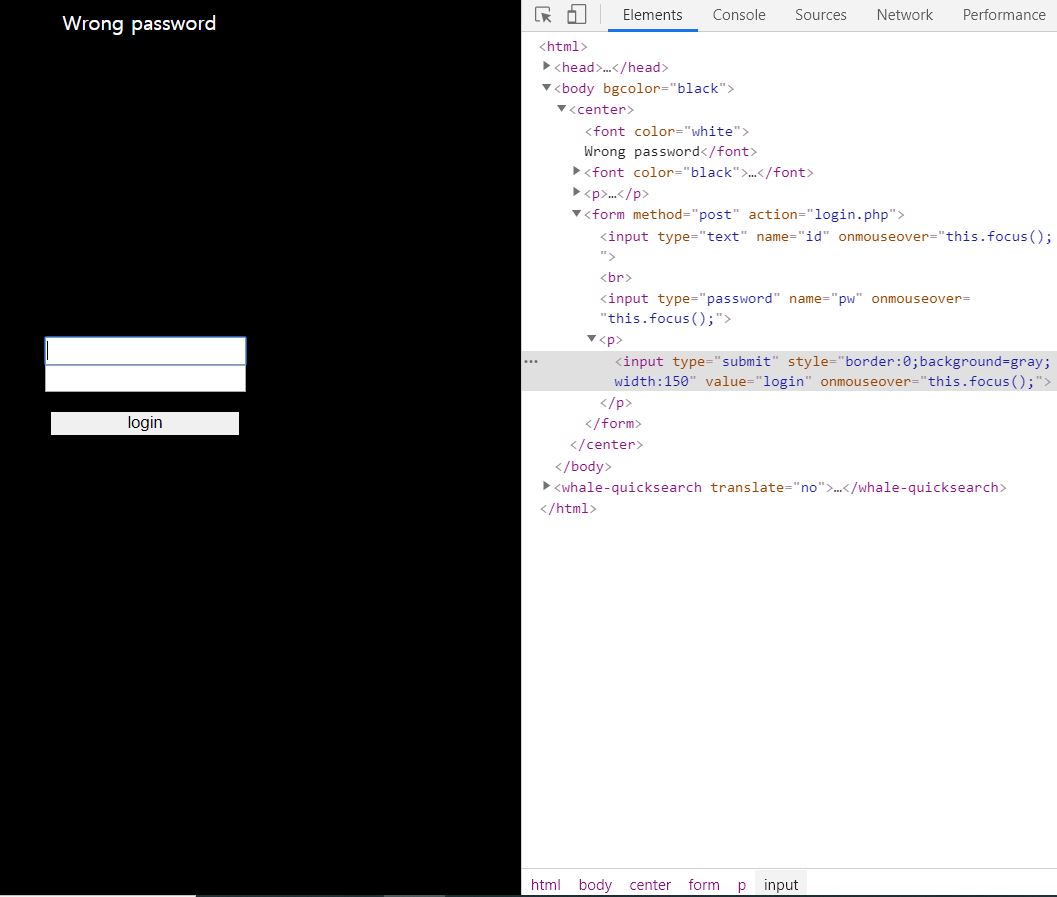 Wrong password
login
Elements Console Sources Network Performance
<html>
<head>…</head>
<body bgcolor="black">
<center>
<font color="white">
Wrong password</font>
<font color="black">…</font>
<p>…</p>
<form method="post" action="login.php">
<input type="text" name="id" onmouseover="this.focus();
">
<br>
<input type="password" name="pw" onmouseover=
"this.focus();">
<p>
… <input type="submit" style="border:0;background=gray;
width:150" value="login" onmouseover="this.focus();">
</p>
</form>
</center>
</body>
<whale-quicksearch translate="no">…</whale-quicksearch>
</html>
html body center form p input